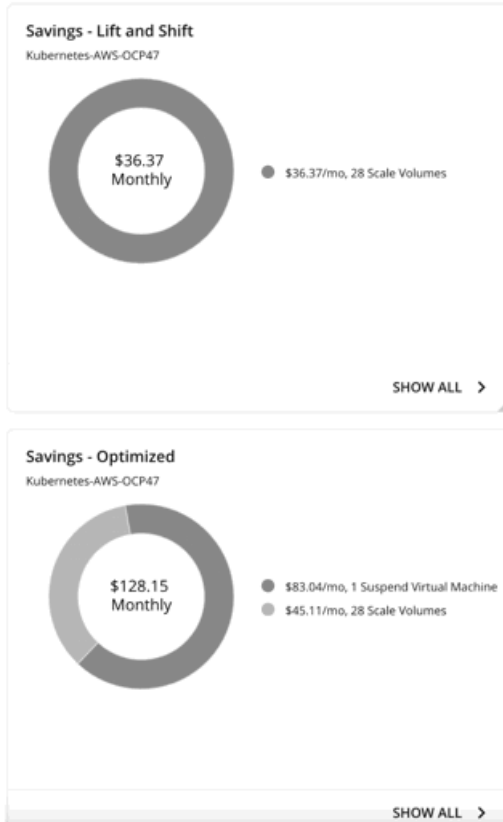 Savings - Lift and Shift
Kubernetes-AWS-OCP47
$36.37
Monthly
$36.37/mo, 28 Scale Volumes
SHOW ALL
Savings - Optimized
Kubernetes-AWS-OCP47
$128.15
Monthly
$83.04/mo, 1 Suspend Virtual Machine
$45.11/mo, 28 Scale Volumes
SHOW ALL